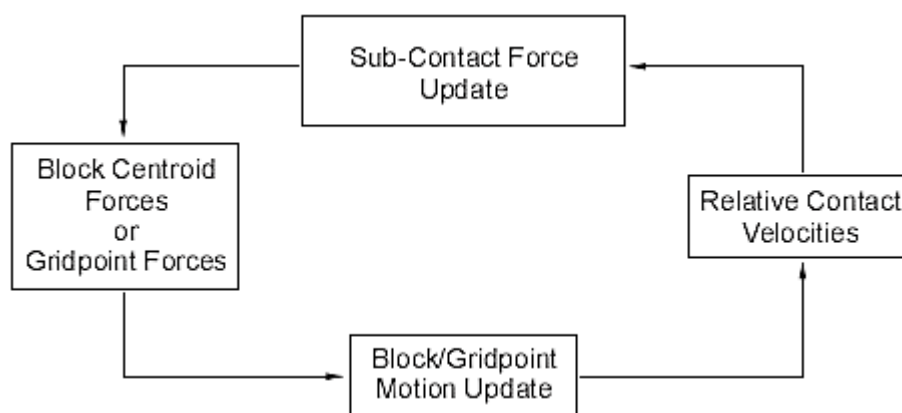 Sub-Contact Force
Update
Block Centroid
Forces
or
Gridpoint Forces
Relative Contact
Velocities
Block/Gridpoint
Motion Update